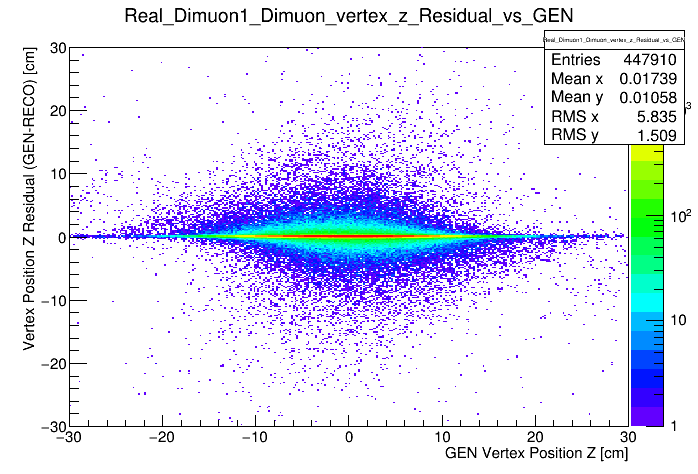 Real_Dimuon1_Dimuon_vertex_z_Residual_vs_GEN
Real_Dimuon1_Dimuon_vertex_z_Residual_vs_GEN
Entries 447910
Mean x 0.01739
Mean y 0.01058
RMS x 5.835
RMS y 1.509
Vertex Position Z Residual (GEN-RECO) [cm]
30
20
10
0
−10
−20
−30
−30 −20 −10 0 10 20 30
GEN Vertex Position Z [cm]
3
10²
10
1